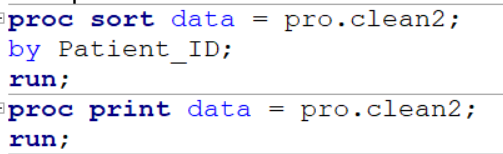 proc sort data = pro.clean2;
by Patient_ID;
run;
proc print data = pro.clean2;
run;